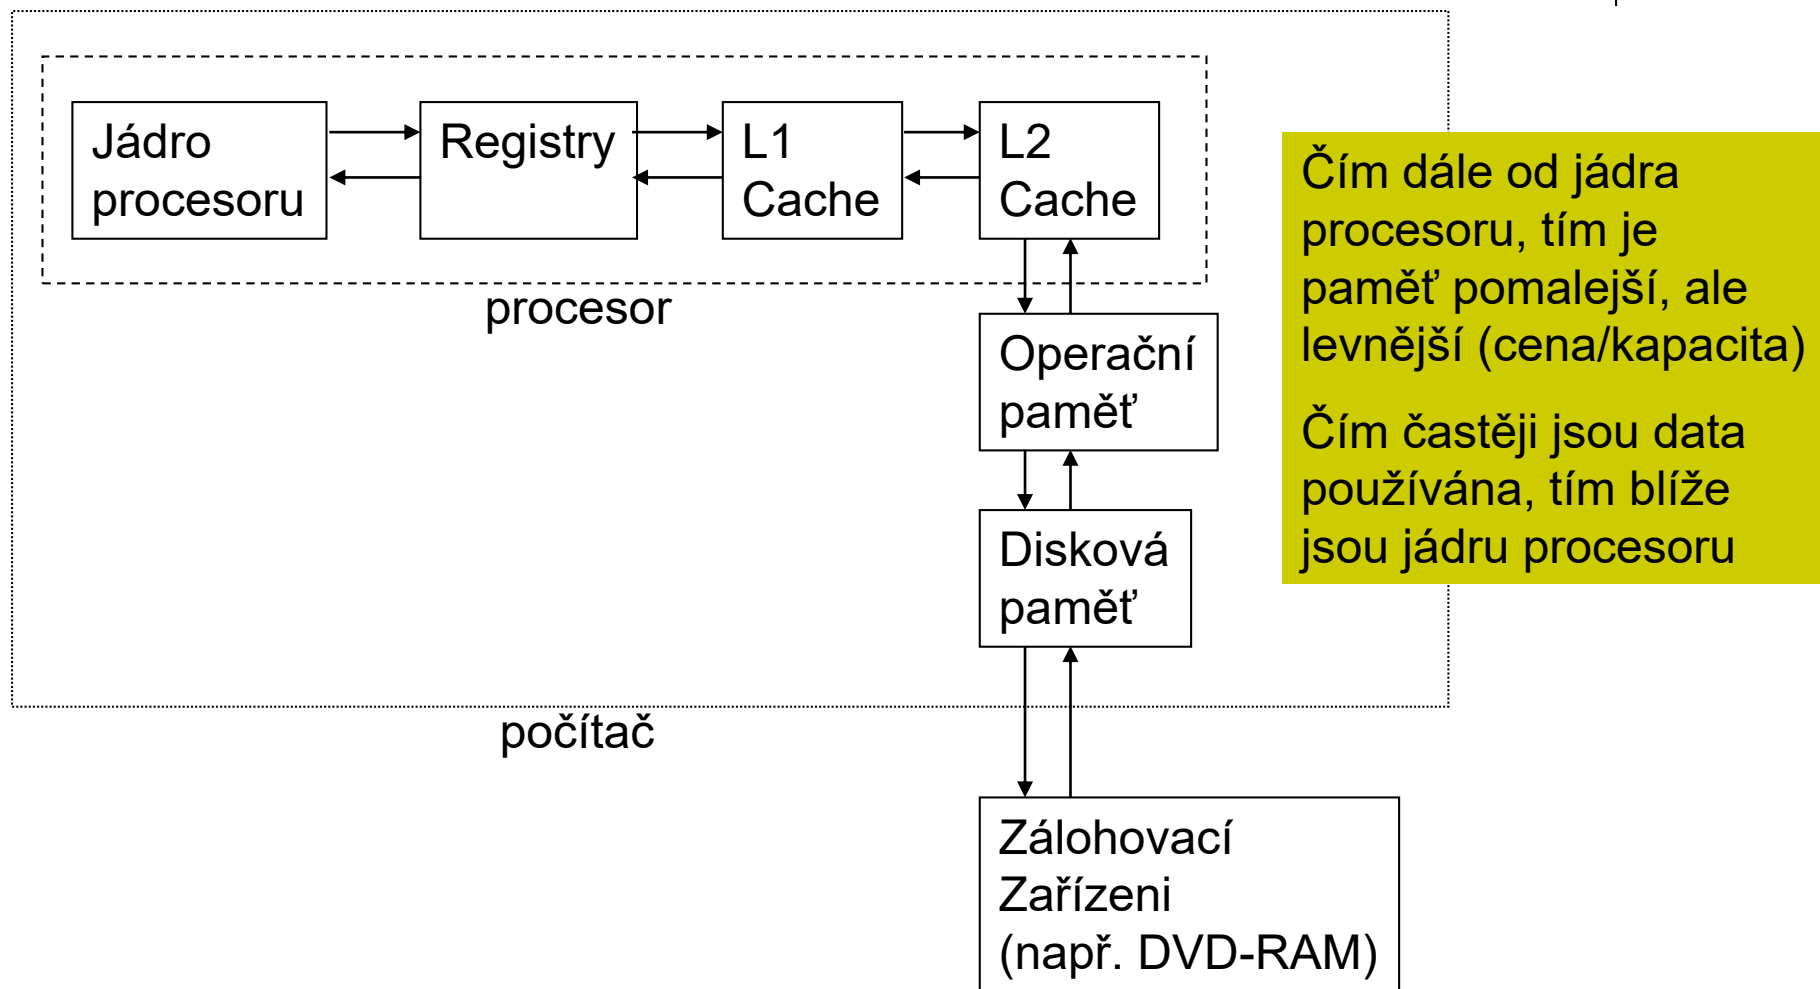 Jádro
procesoru
Registry
L1
Cache
L2
Cache
procesor
Operační
paměť
Disková
paměť
počítač
Zálohovací
Zařízeni
(např. DVD-RAM)
Čím dále od jádra
procesoru, tím je
paměť pomalejší, ale
levnější (cena/kapacita)
Čím častěji jsou data
používána, tím blíže
jsou jádru procesoru